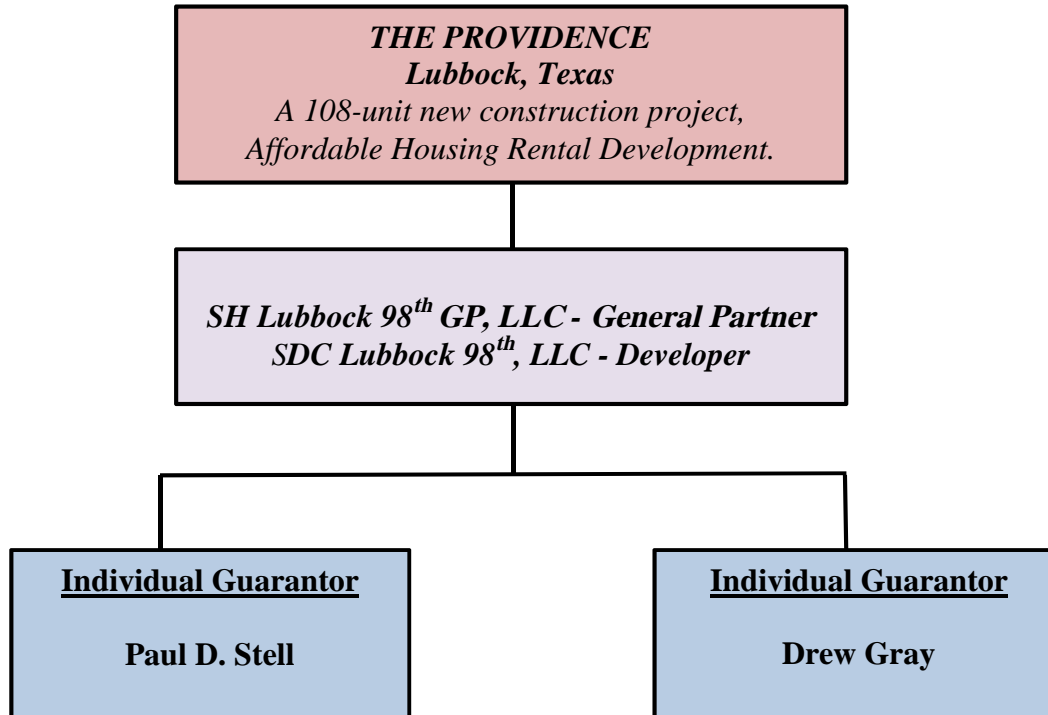 THE PROVIDENCE
Lubbock, Texas
A 108-unit new construction project,
Affordable Housing Rental Development.
SH Lubbock 98th GP, LLC - General Partner
SDC Lubbock 98th, LLC - Developer
Individual Guarantor
Paul D. Stell
Individual Guarantor
Drew Gray